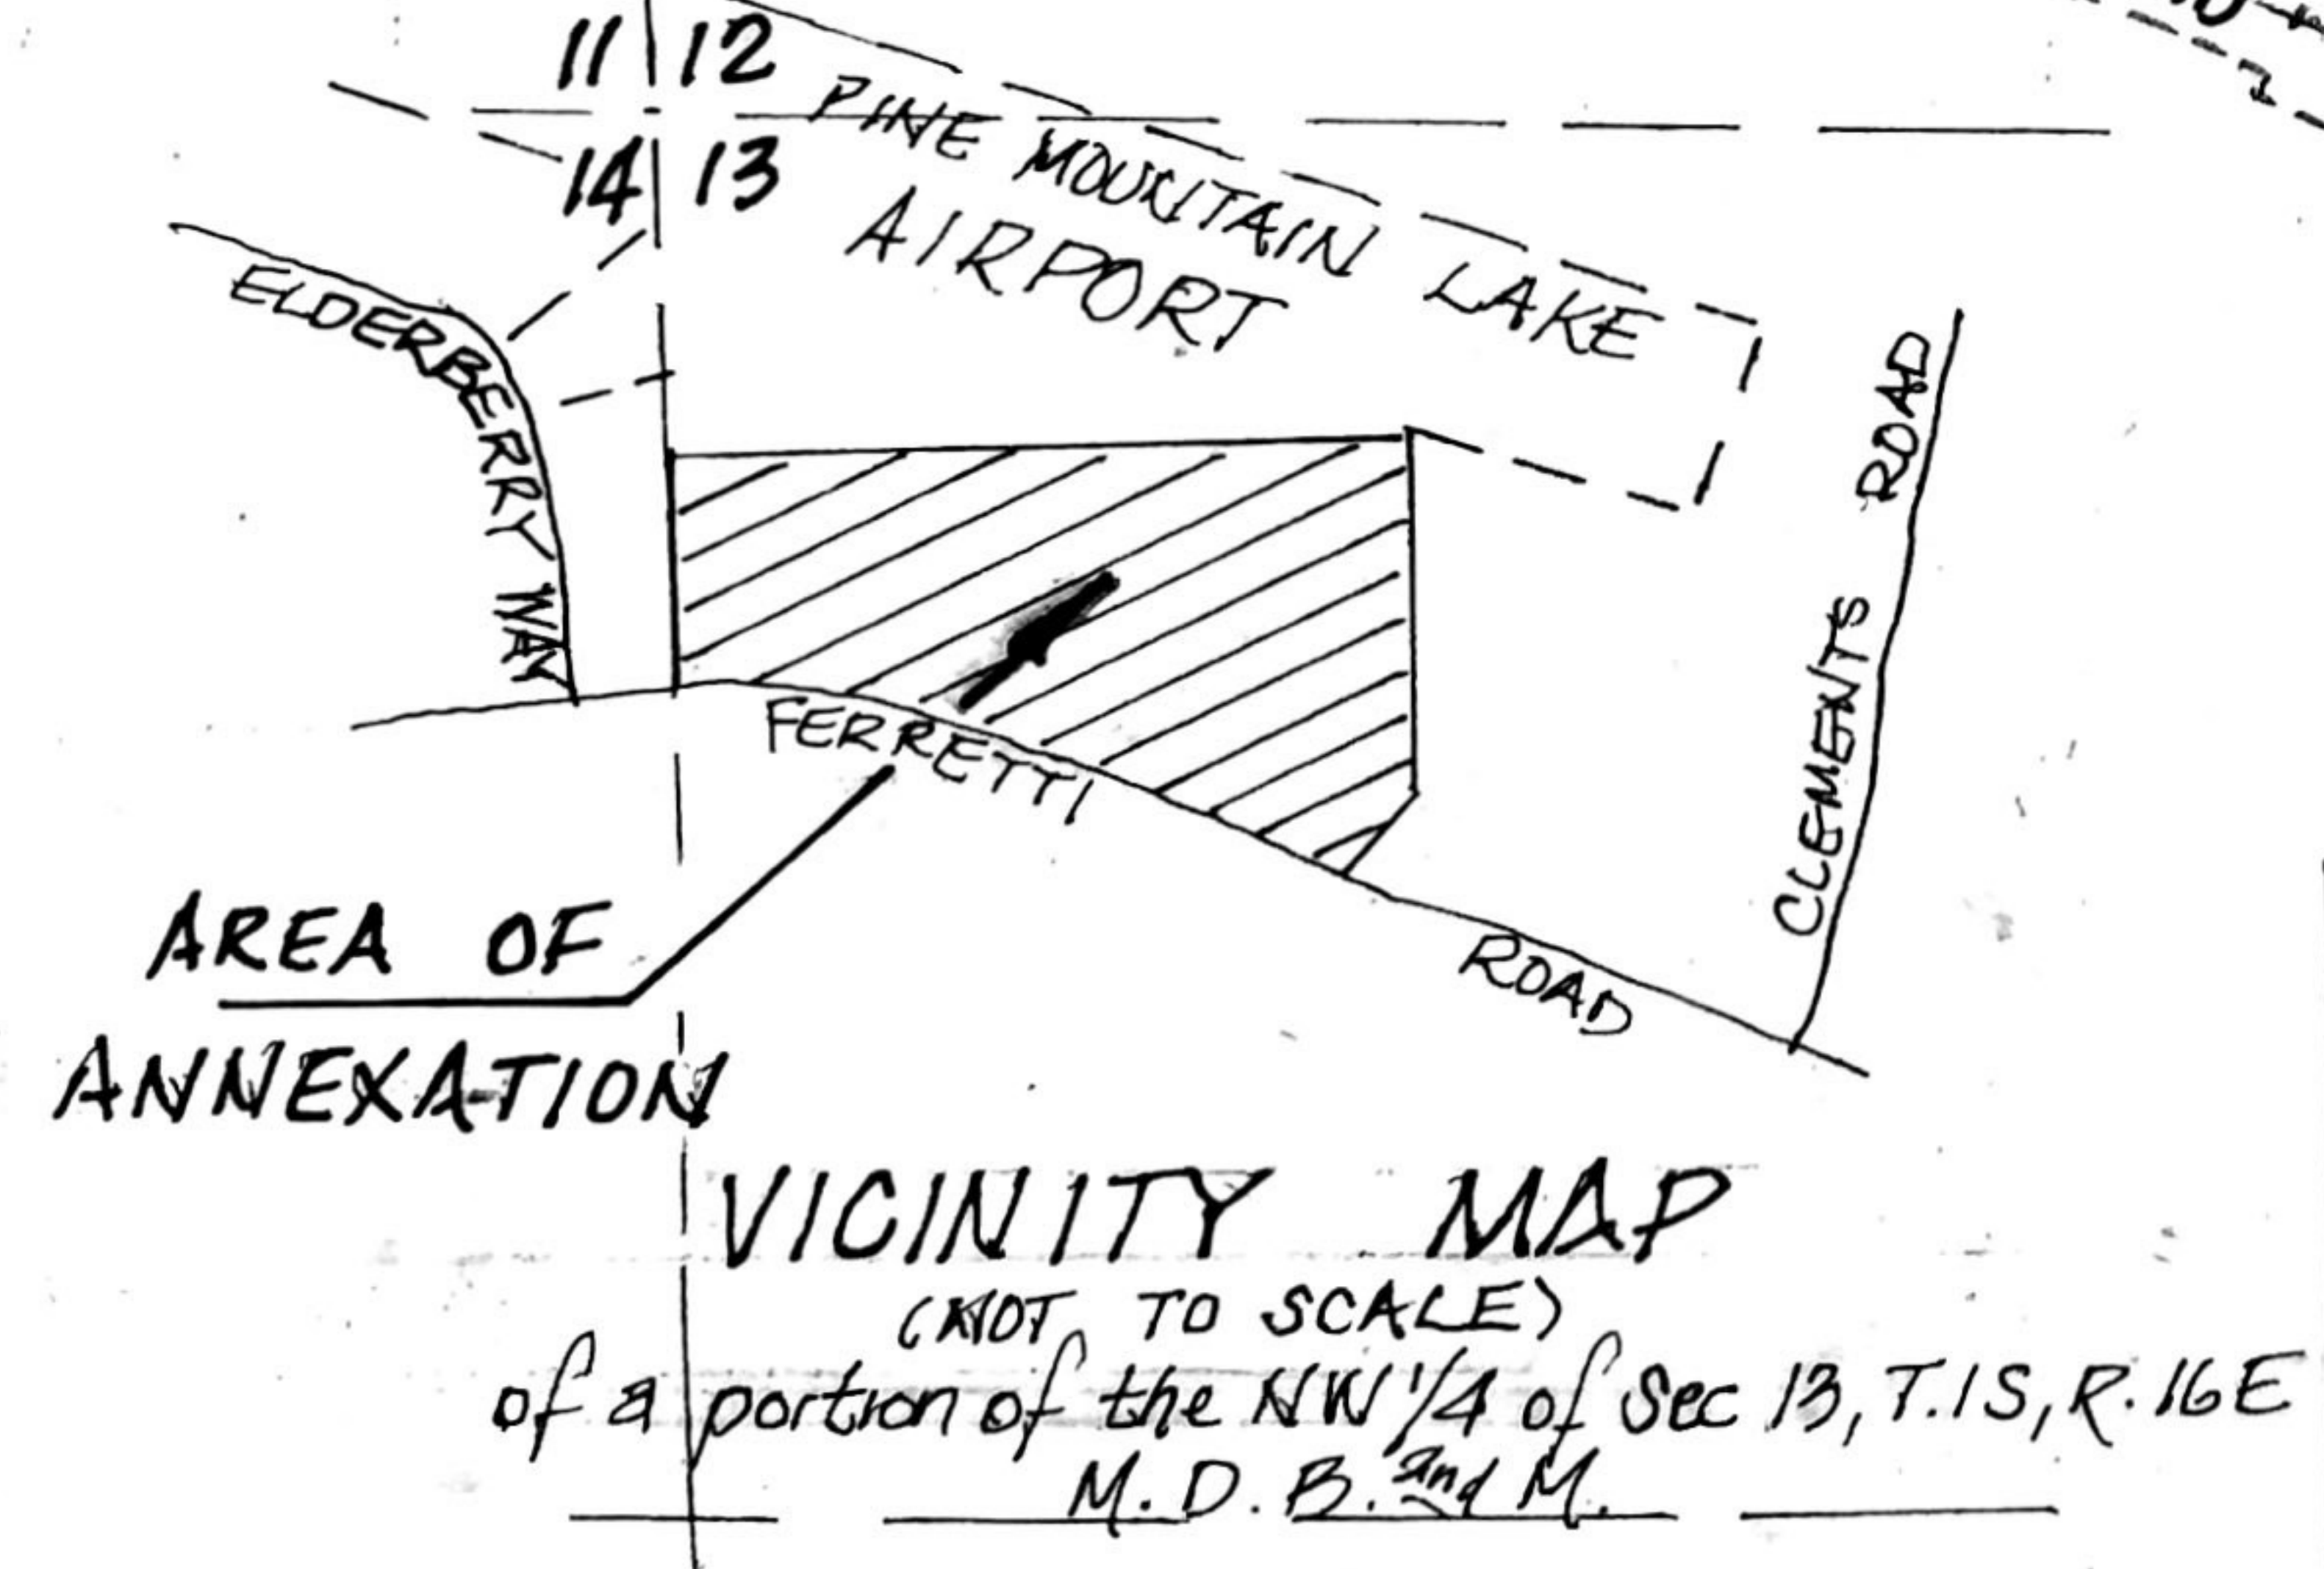 11 12
14 13
PINE MOUNTAIN LAKE
AIRPORT
ELDERBERRY WAY
CLEMENTS ROAD
FERRETTI ROAD
AREA OF
ANNEXATION
VICINITY MAP
(NOT TO SCALE)
of a portion of the NW 1/4 of Sec 13, T.1S, R.16E
M.D.B. and M.